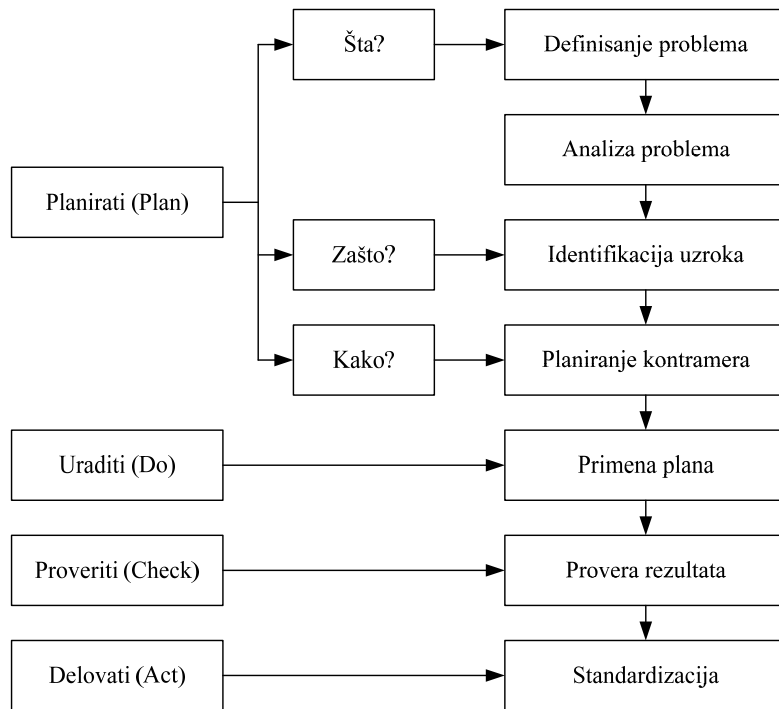 Šta?
Definisanje problema
Analiza problema
Planirati (Plan)
Zašto?
Identifikacija uzroka
Kako?
Planiranje kontramera
Uraditi (Do)
Primena plana
Proveriti (Check)
Provera rezultata
Delovati (Act)
Standardizacija